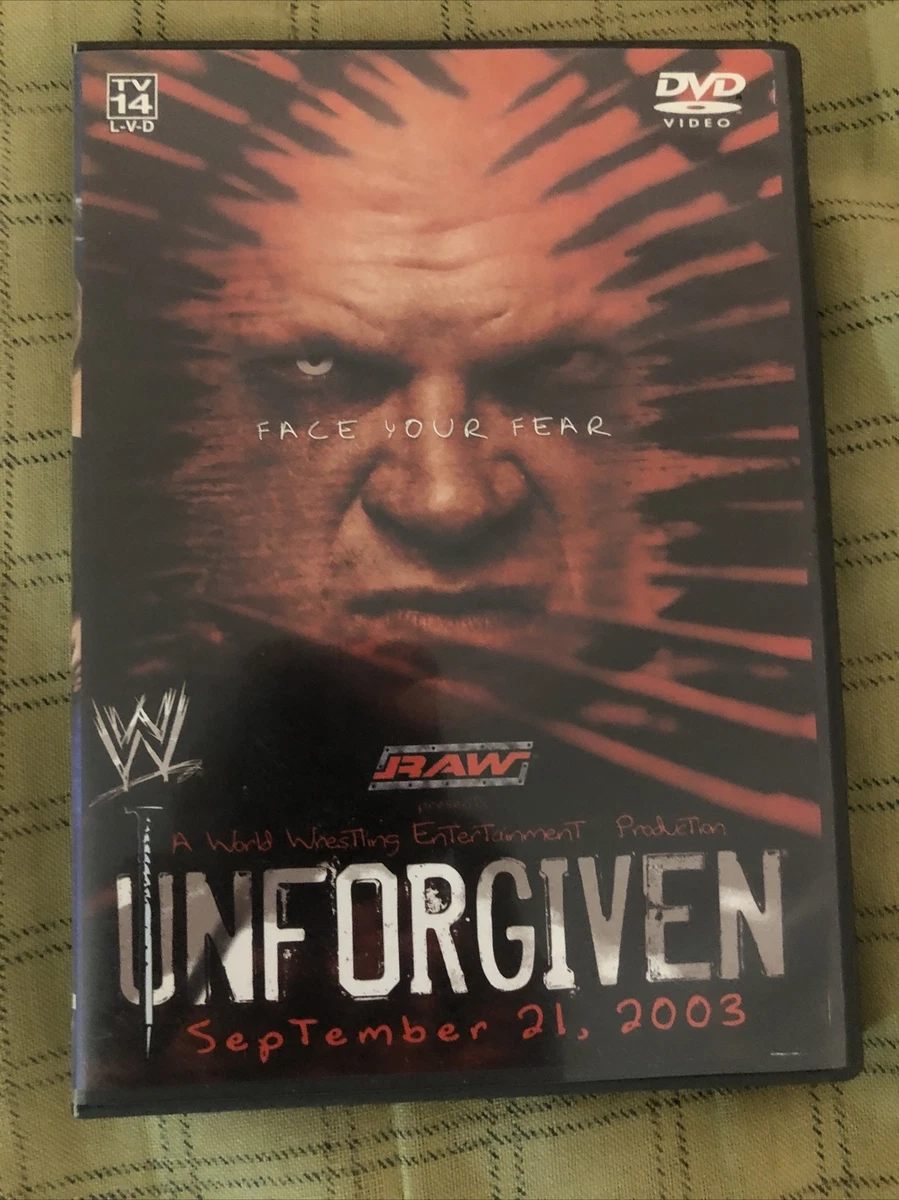 TV
14
L-V-D
DVD
VIDEO
FACE YOUR FEAR
W
RAW
presents
A World Wrestling Entertainment Production
UNFORGIVEN
September 21, 2003